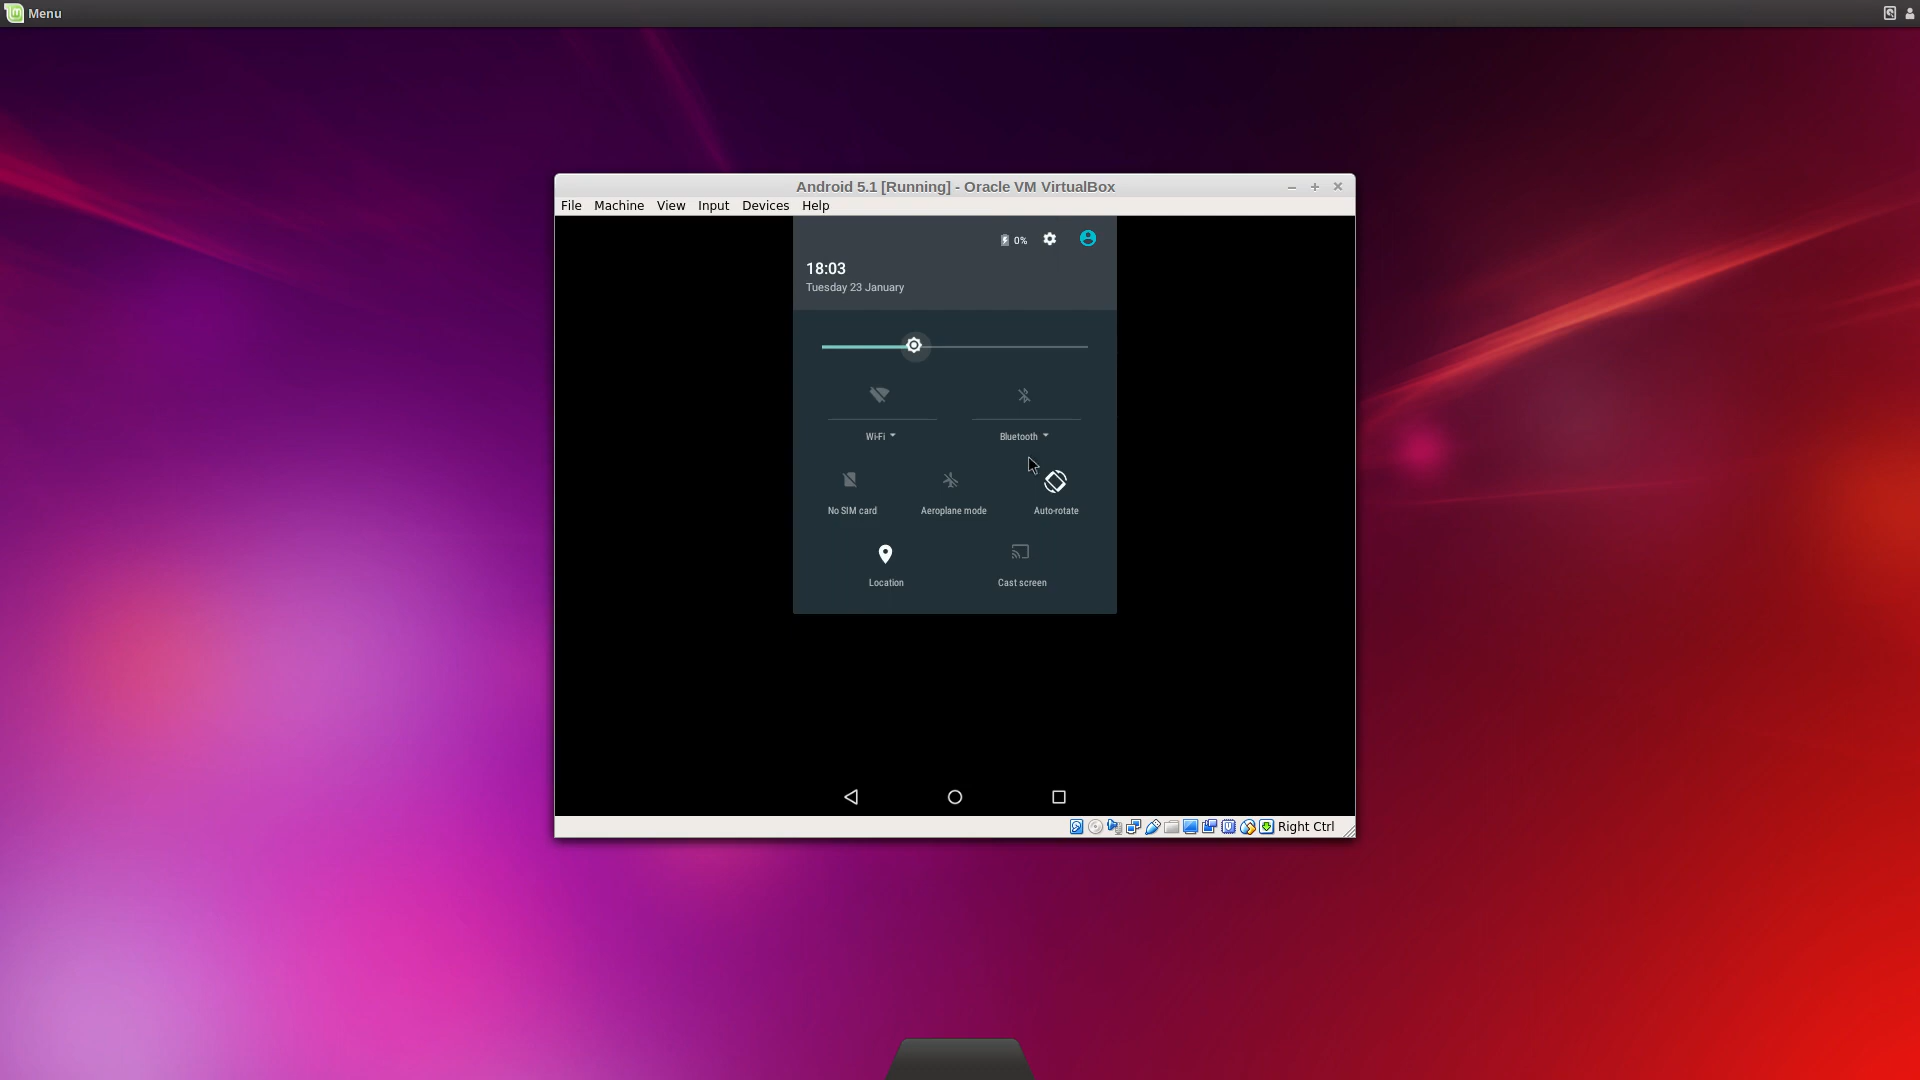 Menu
Android 5.1 [Running] - Oracle VM VirtualBox
File Machine View Input Devices Help
0%
18:03
Tuesday 23 January
Wi-Fi Bluetooth
No SIM card Aeroplane mode Auto-rotate
Location Cast screen
Right Ctrl